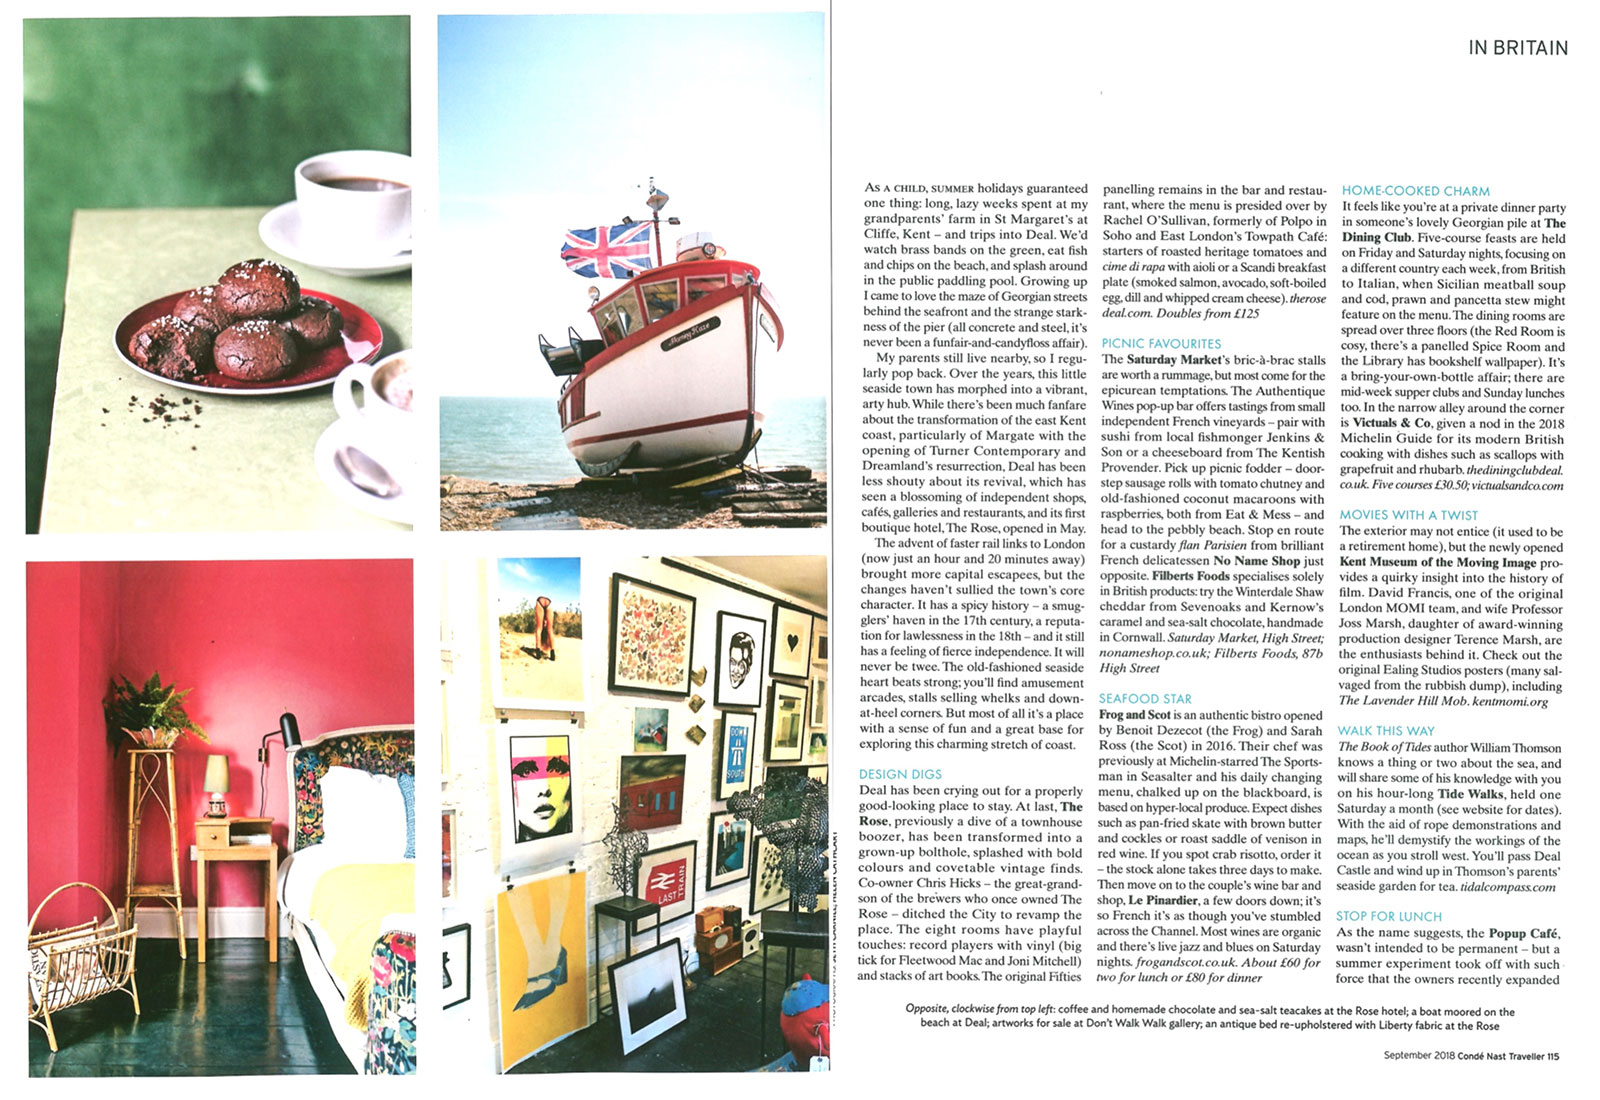 Morning Haze
DOWN
SOUTH
LAST
TRAIN
IN BRITAIN
AS A CHILD, SUMMER holidays guaranteed
one thing: long, lazy weeks spent at my
grandparents' farm in St Margaret's at
Cliffe, Kent – and trips into Deal. We'd
watch brass bands on the green, eat fish
and chips on the beach, and splash around
in the public paddling pool. Growing up
I came to love the maze of Georgian streets
behind the seafront and the strange stark-
ness of the pier (all concrete and steel, it's
never been a funfair-and-candyfloss affair).
My parents still live nearby, so I regu-
larly pop back. Over the years, this little
seaside town has morphed into a vibrant,
arty hub. While there's been much fanfare
about the transformation of the east Kent
coast, particularly of Margate with the
opening of Turner Contemporary and
Dreamland's resurrection, Deal has been
less shouty about its revival, which has
seen a blossoming of independent shops,
cafés, galleries and restaurants, and its first
boutique hotel, The Rose, opened in May.
The advent of faster rail links to London
(now just an hour and 20 minutes away)
brought more capital escapees, but the
changes haven't sullied the town's core
character. It has a spicy history – a smug-
glers' haven in the 17th century, a reputa-
tion for lawlessness in the 18th – and it still
has a feeling of fierce independence. It will
never be twee. The old-fashioned seaside
heart beats strong; you'll find amusement
arcades, stalls selling whelks and down-
at-heel corners. But most of all it's a place
with a sense of fun and a great base for
exploring this charming stretch of coast.
DESIGN DIGS
Deal has been crying out for a properly
good-looking place to stay. At last, The
Rose, previously a dive of a townhouse
boozer, has been transformed into a
grown-up bolthole, splashed with bold
colours and covetable vintage finds.
Co-owner Chris Hicks – the great-grand-
son of the brewers who once owned The
Rose – ditched the City to revamp the
place. The eight rooms have playful
touches: record players with vinyl (big
tick for Fleetwood Mac and Joni Mitchell)
and stacks of art books. The original Fifties
panelling remains in the bar and restau-
rant, where the menu is presided over by
Rachel O'Sullivan, formerly of Polpo in
Soho and East London's Towpath Café:
starters of roasted heritage tomatoes and
cime di rapa with aioli or a Scandi breakfast
plate (smoked salmon, avocado, soft-boiled
egg, dill and whipped cream cheese). therose
deal.com. Doubles from £125
PICNIC FAVOURITES
The Saturday Market's bric-à-brac stalls
are worth a rummage, but most come for the
epicurean temptations. The Authentique
Wines pop-up bar offers tastings from small
independent French vineyards – pair with
sushi from local fishmonger Jenkins &
Son or a cheeseboard from The Kentish
Provender. Pick up picnic fodder – door-
step sausage rolls with tomato chutney and
old-fashioned coconut macaroons with
raspberries, both from Eat & Mess – and
head to the pebbly beach. Stop en route
for a custardy flan Parisien from brilliant
French delicatessen No Name Shop just
opposite. Filberts Foods specialises solely
in British products: try the Winterdale Shaw
cheddar from Sevenoaks and Kernow's
caramel and sea-salt chocolate, handmade
in Cornwall. Saturday Market, High Street;
nonameshop.co.uk; Filberts Foods, 87b
High Street
SEAFOOD STAR
Frog and Scot is an authentic bistro opened
by Benoit Dezecot (the Frog) and Sarah
Ross (the Scot) in 2016. Their chef was
previously at Michelin-starred The Sports-
man in Seasalter and his daily changing
menu, chalked up on the blackboard, is
based on hyper-local produce. Expect dishes
such as pan-fried skate with brown butter
and cockles or roast saddle of venison in
red wine. If you spot crab risotto, order it
– the stock alone takes three days to make.
Then move on to the couple's wine bar and
shop, Le Pinardier, a few doors down; it's
so French it's as though you've stumbled
across the Channel. Most wines are organic
and there's live jazz and blues on Saturday
nights. frogandscot.co.uk. About £60 for
two for lunch or £80 for dinner
HOME-COOKED CHARM
It feels like you're at a private dinner party
in someone's lovely Georgian pile at The
Dining Club. Five-course feasts are held
on Friday and Saturday nights, focusing on
a different country each week, from British
to Italian, when Sicilian meatball soup
and cod, prawn and pancetta stew might
feature on the menu. The dining rooms are
spread over three floors (the Red Room is
cosy, there's a panelled Spice Room and
the Library has bookshelf wallpaper). It's
a bring-your-own-bottle affair; there are
mid-week supper clubs and Sunday lunches
too. In the narrow alley around the corner
is Victuals & Co, given a nod in the 2018
Michelin Guide for its modern British
cooking with dishes such as scallops with
grapefruit and rhubarb. thediningclubdeal.
co.uk. Five courses £30.50; victualsandco.com
MOVIES WITH A TWIST
The exterior may not entice (it used to be
a retirement home), but the newly opened
Kent Museum of the Moving Image pro-
vides a quirky insight into the history of
film. David Francis, one of the original
London MOMI team, and wife Professor
Joss Marsh, daughter of award-winning
production designer Terence Marsh, are
the enthusiasts behind it. Check out the
original Ealing Studios posters (many sal-
vaged from the rubbish dump), including
The Lavender Hill Mob. kentmomi.org
WALK THIS WAY
The Book of Tides author William Thomson
knows a thing or two about the sea, and
will share some of his knowledge with you
on his hour-long Tide Walks, held one
Saturday a month (see website for dates).
With the aid of rope demonstrations and
maps, he'll demystify the workings of the
ocean as you stroll west. You'll pass Deal
Castle and wind up in Thomson's parents'
seaside garden for tea. tidalcompass.com
STOP FOR LUNCH
As the name suggests, the Popup Café,
wasn't intended to be permanent – but a
summer experiment took off with such
force that the owners recently expanded
Opposite, clockwise from top left: coffee and homemade chocolate and sea-salt teacakes at the Rose hotel; a boat moored on the
beach at Deal; artworks for sale at Don't Walk Walk gallery; an antique bed re-upholstered with Liberty fabric at the Rose
September 2018 Condé Nast Traveller 115